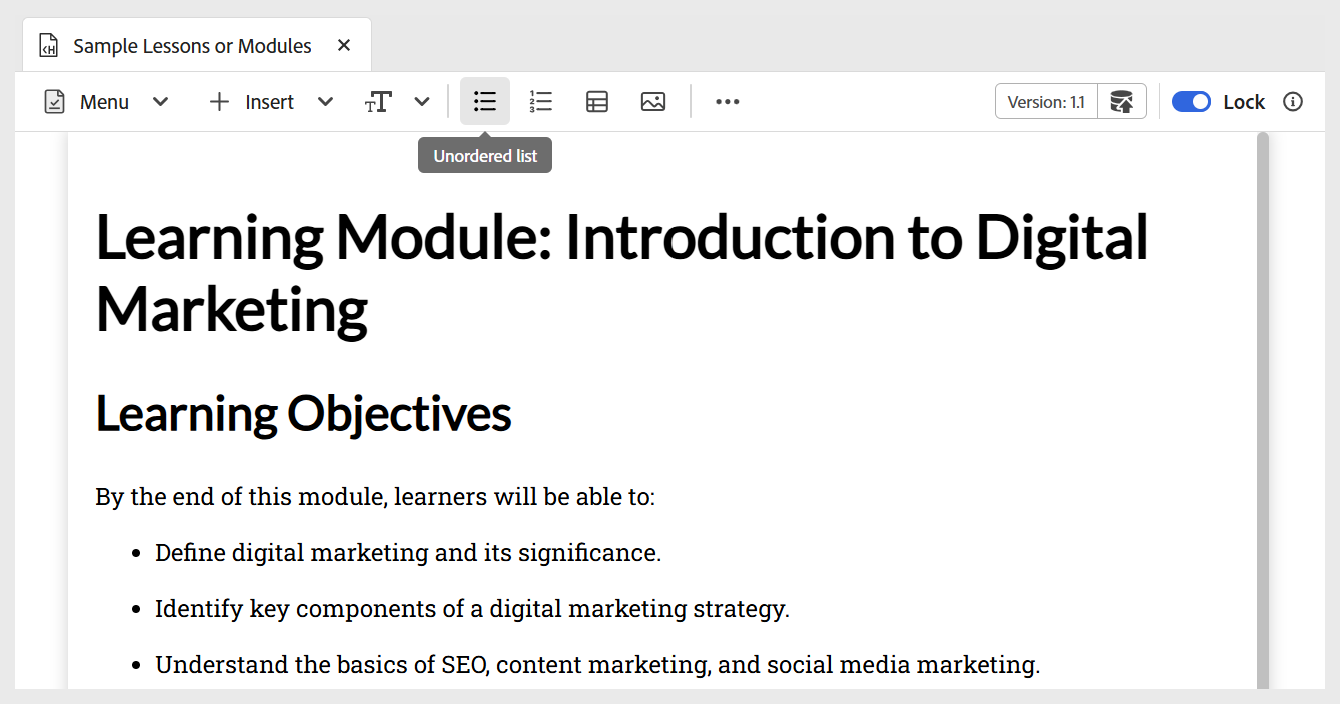 Sample Lessons or Modules
Menu Insert Version: 1.1 Lock
Unordered list
Learning Module: Introduction to Digital
Marketing
Learning Objectives
By the end of this module, learners will be able to:
• Define digital marketing and its significance.
• Identify key components of a digital marketing strategy.
• Understand the basics of SEO, content marketing, and social media marketing.